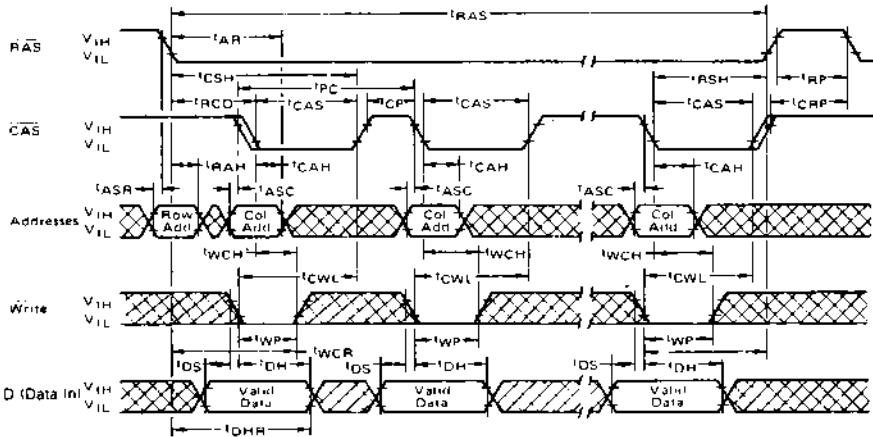 tRAS
tAR
RAS VIH
VIL
tCSH
tPC
tRSH
tRP
tRCD
tCAS
tCP
tCAS
tCAS
tCRP
CAS VIH
VIL
tRAH
tCAH
tCAH
tCAH
tASR
tASC
tASC
tASC
Addresses VIH
VIL
Row Add
Col Add
Col Add
Col Add
tWCH
tWCH
tWCH
tCWL
tCWL
tCWL
Write VIH
VIL
tWP
tWP
tWP
tWCR
tDS
tDH
tDS
tDH
tDS
tDH
D (Data In) VIH
VIL
Valid Data
Valid Data
Valid Data
tDHR